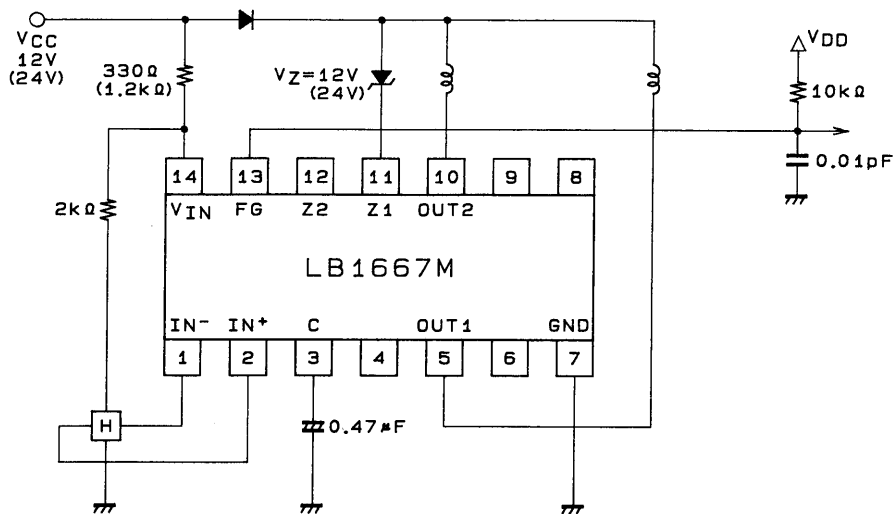 VCC
12V
(24V)
330Ω
(1.2kΩ)
VZ=12V
(24V)
VDD
10kΩ
0.01pF
2kΩ
14 13 12 11 10 9 8
VIN FG Z2 Z1 OUT2
LB1667M
IN- IN+ C OUT1 GND
1 2 3 4 5 6 7
H
0.47μF